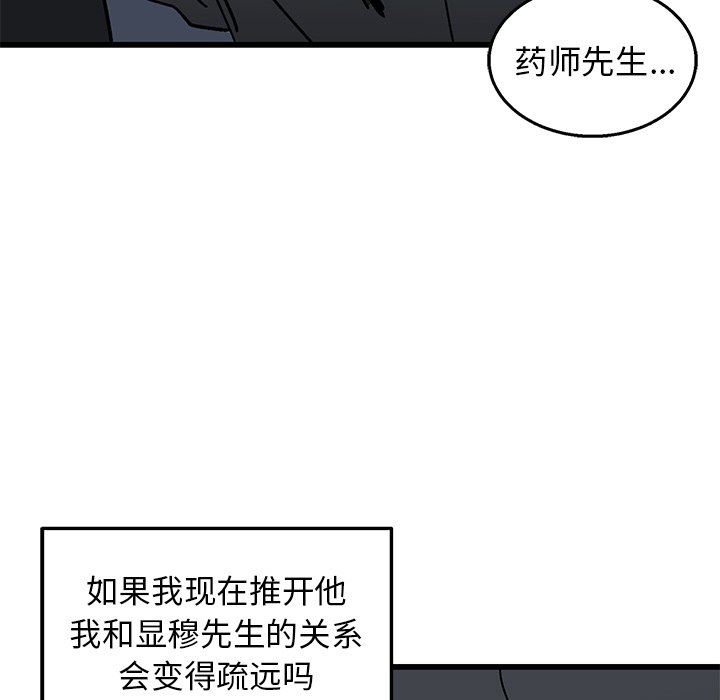 药师先生...
如果我现在推开他
我和显穆先生的关系
会变得疏远吗